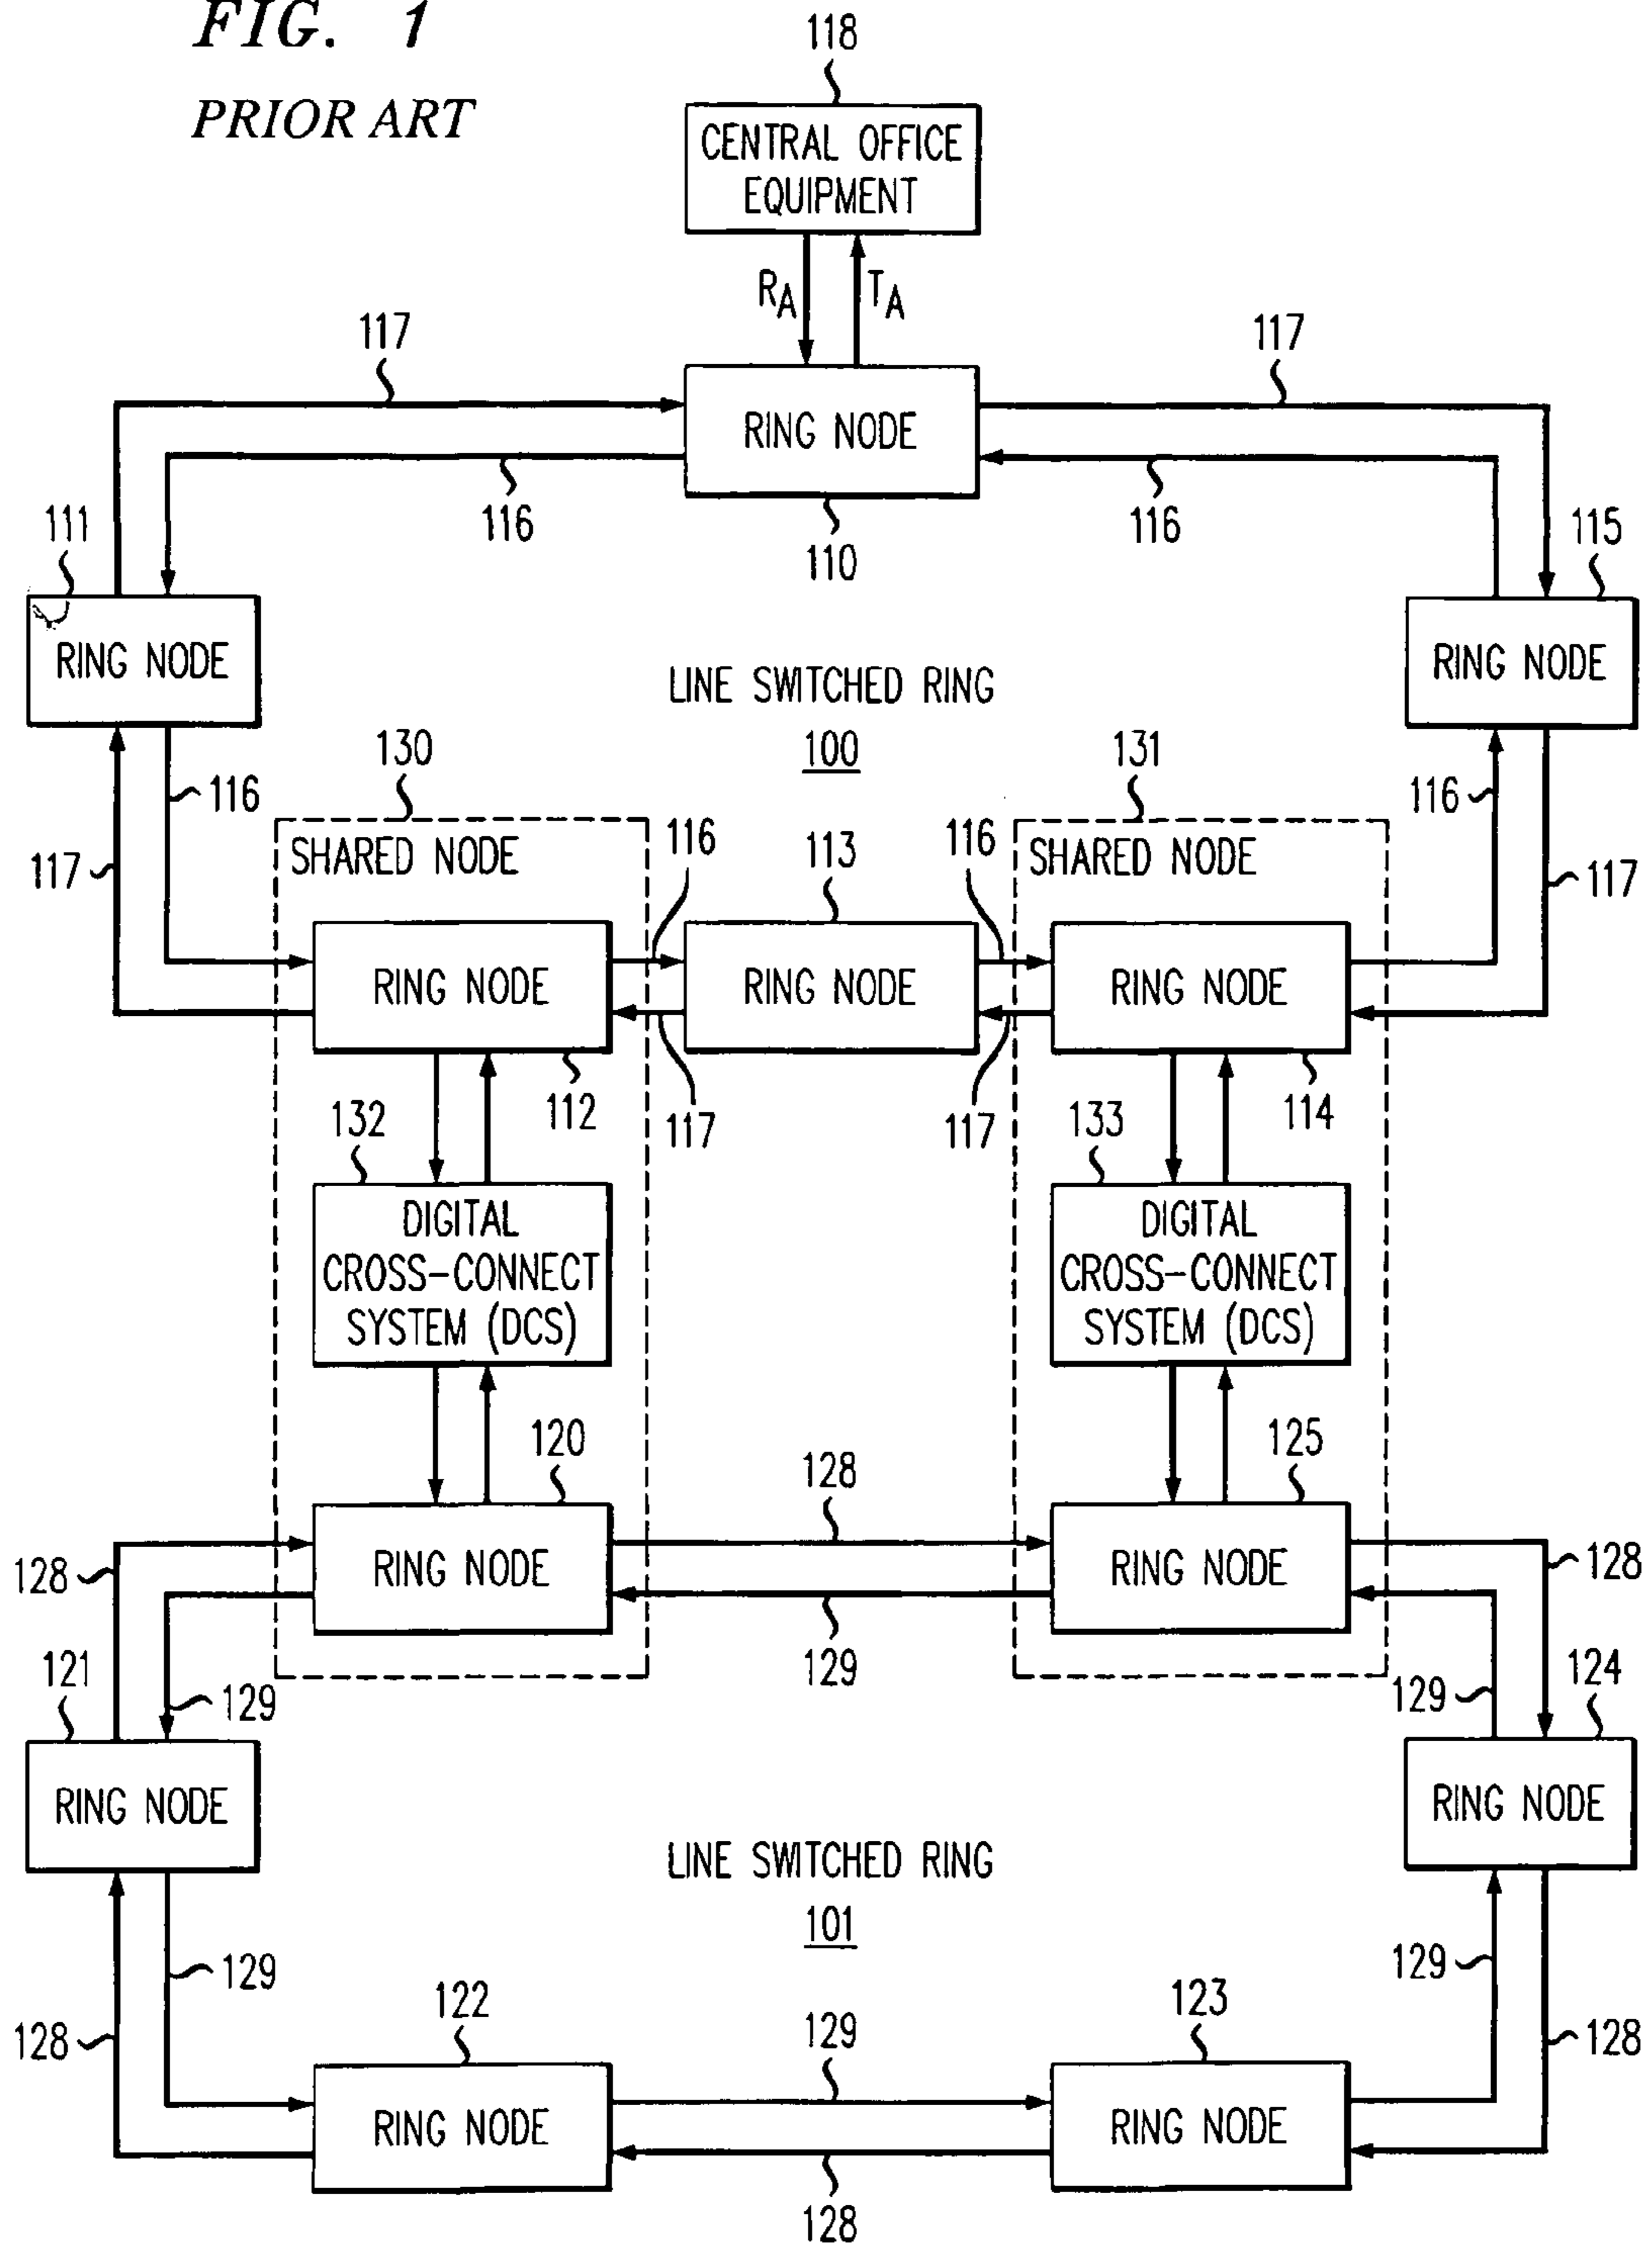 FIG. 1
PRIOR ART
118
CENTRAL OFFICE
EQUIPMENT
RA
TA
117
117
RING NODE
116
116
110
111
115
RING NODE
RING NODE
LINE SWITCHED RING
100
130
131
116
116
117
117
SHARED NODE
116
113
116
SHARED NODE
RING NODE
RING NODE
RING NODE
112
117
117
114
132
133
DIGITAL
CROSS-CONNECT
SYSTEM (DCS)
DIGITAL
CROSS-CONNECT
SYSTEM (DCS)
120
128
125
128
RING NODE
RING NODE
128
129
121
129
129
124
RING NODE
RING NODE
LINE SWITCHED RING
101
129
129
128
122
129
123
128
RING NODE
RING NODE
128